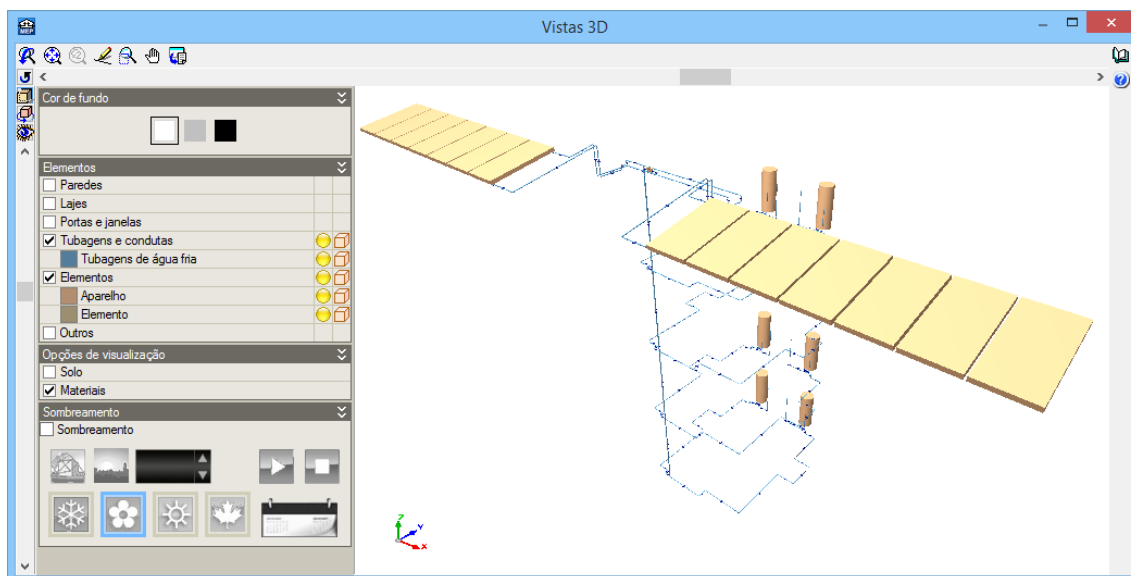 MEP
Vistas 3D
Cor de fundo
Elementos
Paredes
Lajes
Portas e janelas
Tubagens e condutas
Tubagens de água fria
Elementos
Aparelho
Elemento
Outros
Opções de visualização
Solo
Materiais
Sombreamento
Sombreamento
Z
Y
X